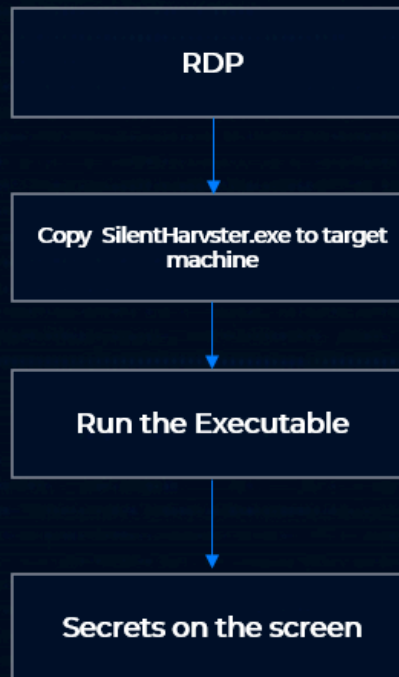 RDP
Copy SilentHarvster.exe to target
machine
Run the Executable
Secrets on the screen